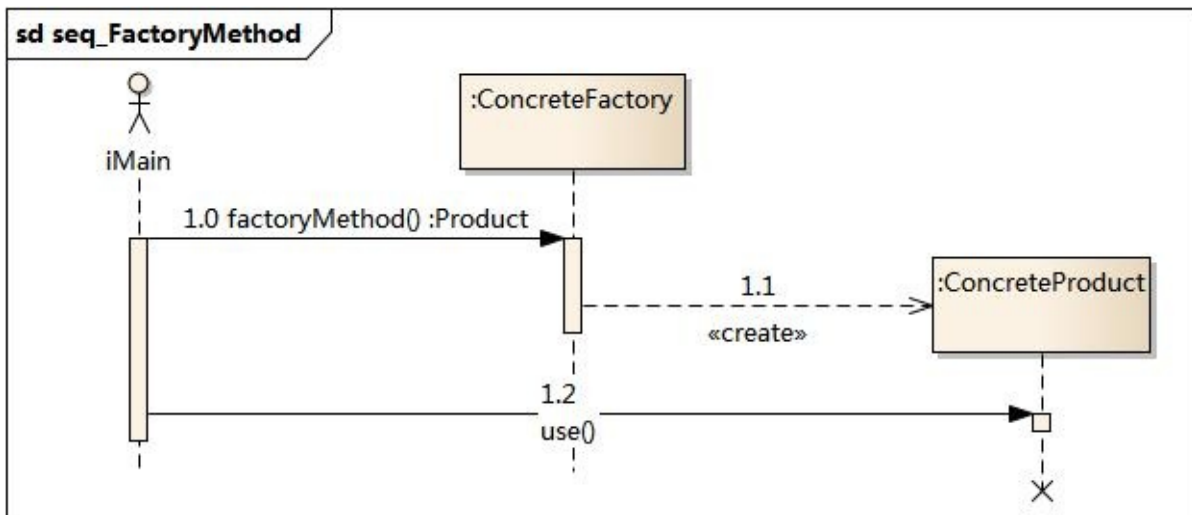 sd seq_FactoryMethod
iMain
:ConcreteFactory
1.0 factoryMethod() :Product
:ConcreteProduct
1.1
«create»
1.2
use()